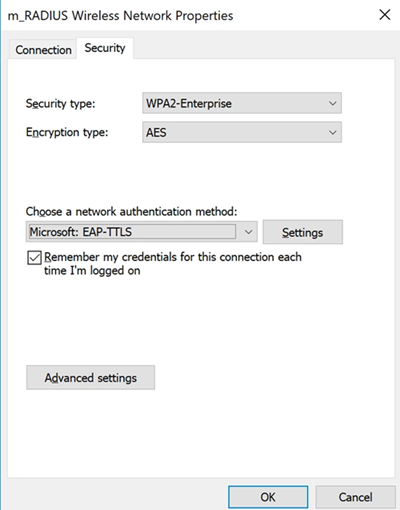 m_RADIUS Wireless Network Properties
Connection
Security
Security type:
WPA2-Enterprise
Encryption type:
AES
Choose a network authentication method:
Microsoft: EAP-TTLS
Settings
Remember my credentials for this connection each
time I'm logged on
Advanced settings
OK
Cancel